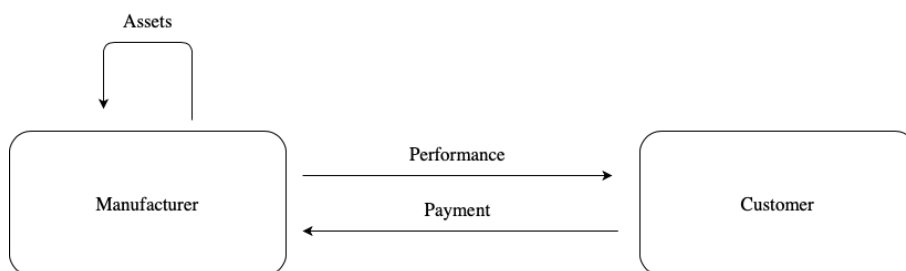 Assets
Performance
Manufacturer
Payment
Customer